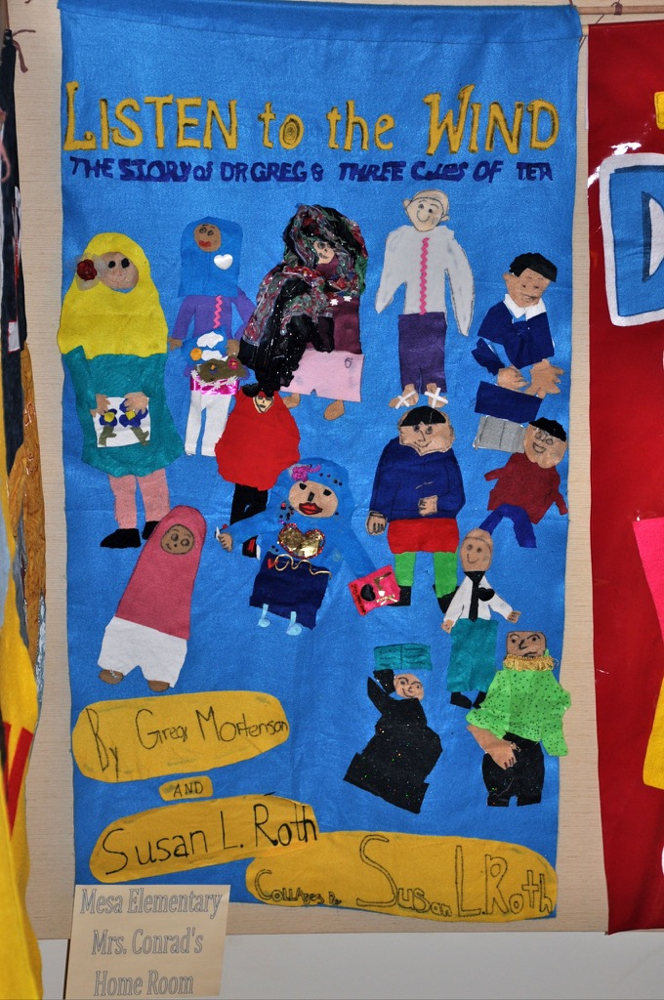 LISTEN to the WIND
THE STORY of DR GREG & THREE CUPS OF TEA
By Greg Mortenson
AND
Susan L. Roth
Collages By Susan L. Roth
Mesa Elementary
Mrs. Conrad's
Home Room